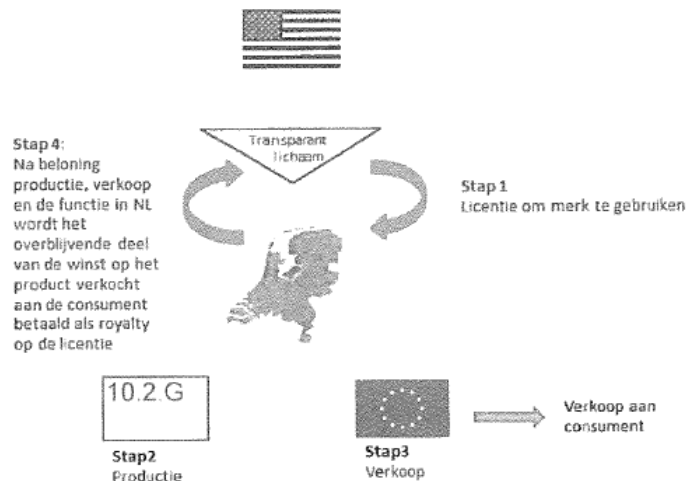 Transparant
lichaam
Stap 4:
Na beloning
productie, verkoop
en de functie in NL
wordt het
overblijvende deel
van de winst op het
product verkocht
aan de consument
betaald als royalty
op de licentie
Stap 1
Licentie om merk te gebruiken
10.2.G
Stap2
Productie
Stap3
Verkoop
Verkoop aan
consument